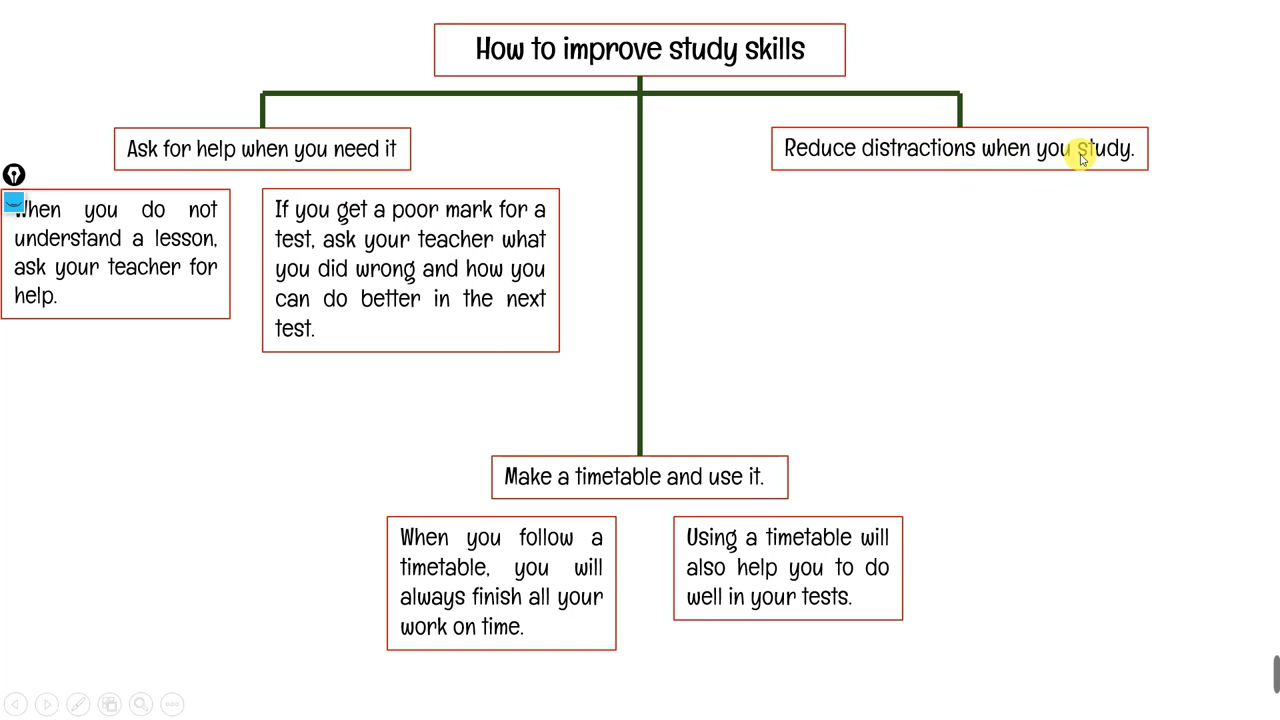 How to improve study skills
Ask for help when you need it
Reduce distractions when you study.
When you do not
understand a lesson,
ask your teacher for
help.
If you get a poor mark for a
test, ask your teacher what
you did wrong and how you
can do better in the next
test.
Make a timetable and use it.
When you follow a
timetable, you will
always finish all your
work on time.
Using a timetable will
also help you to do
well in your tests.